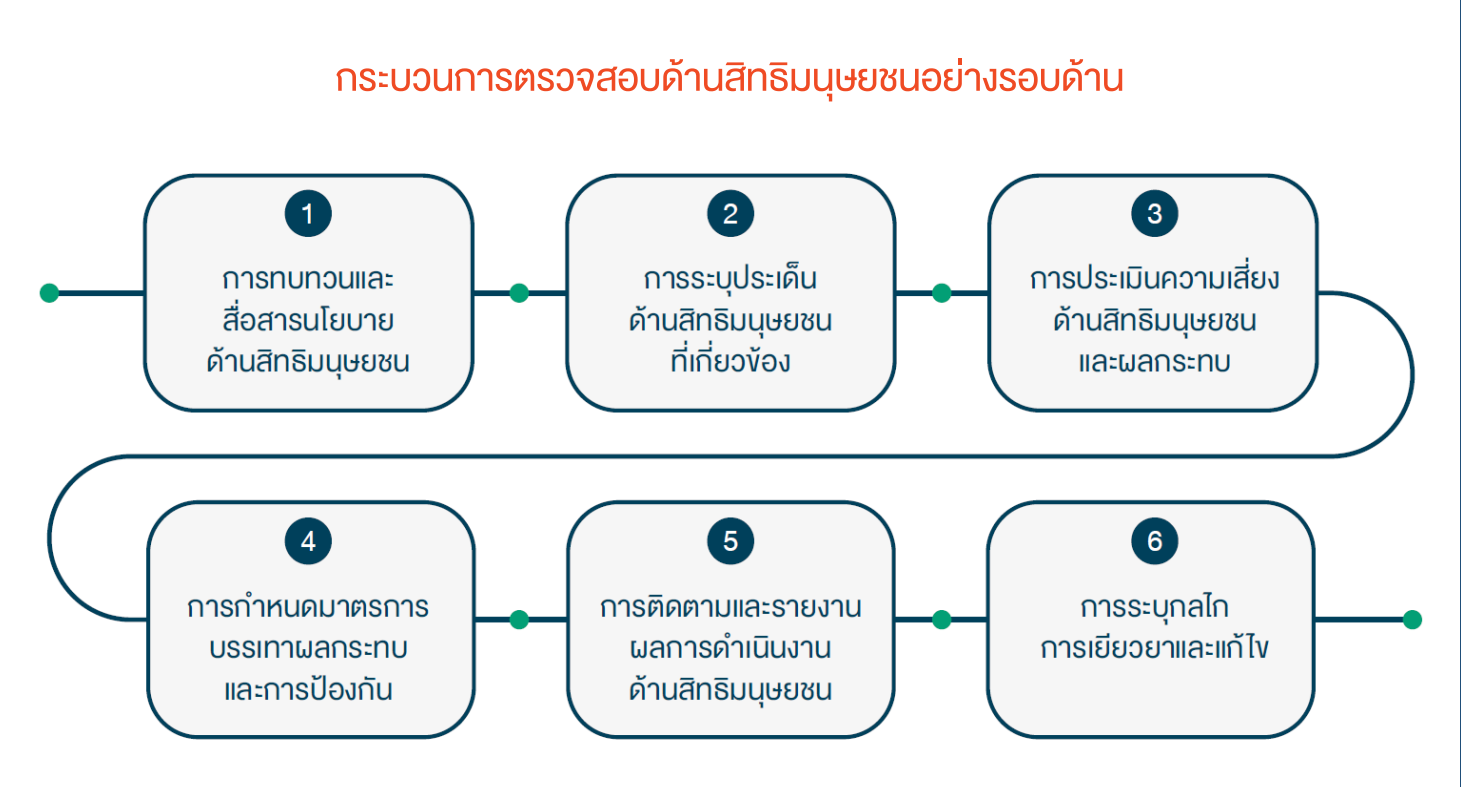 กระบวนการตรวจสอบด้านสิทธิมนุษยชนอย่างรอบด้าน
1
การทบทวนและ
สื่อสารนโยบาย
ด้านสิทธิมนุษยชน
2
การระบุประเด็น
ด้านสิทธิมนุษยชน
ที่เกี่ยวข้อง
3
การประเมินความเสี่ยง
ด้านสิทธิมนุษยชน
และผลกระทบ
4
การกำหนดมาตรการ
บรรเทาผลกระทบ
และการป้องกัน
5
การติดตามและรายงาน
ผลการดำเนินงาน
ด้านสิทธิมนุษยชน
6
การระบุกลไก
การเยียวยาและแก้ไข